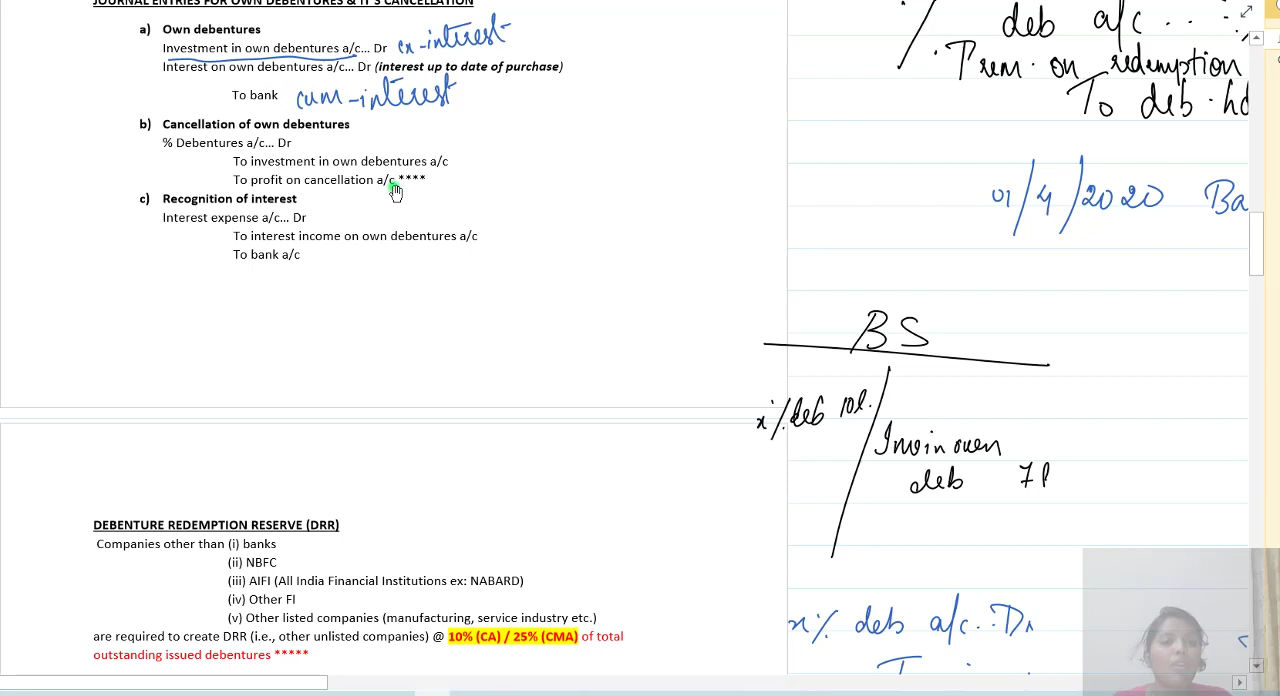 JOURNAL ENTRIES FOR OWN DEBENTURES & IT'S CANCELLATION
a) Own debentures
Investment in own debentures a/c... Dr ex-interest
Interest on own debentures a/c... Dr (interest up to date of purchase)
To bank cum-interest
b) Cancellation of own debentures
% Debentures a/c... Dr
To investment in own debentures a/c
To profit on cancellation a/c ****
c) Recognition of interest
Interest expense a/c... Dr
To interest income on own debentures a/c
To bank a/c
DEBENTURE REDEMPTION RESERVE (DRR)
Companies other than (i) banks
(ii) NBFC
(iii) AIFI (All India Financial Institutions ex: NABARD)
(iv) Other FI
(v) Other listed companies (manufacturing, service industry etc.)
are required to create DRR (i.e., other unlisted companies) @ 10% (CA) / 25% (CMA) of total
outstanding issued debentures *****
% deb a/c . . .
Prem. on redemption
To deb. ho
01/4/2020 Ba
BS
x% deb 10l.
Inv in own
deb 7l
x% deb a/c.. Dr